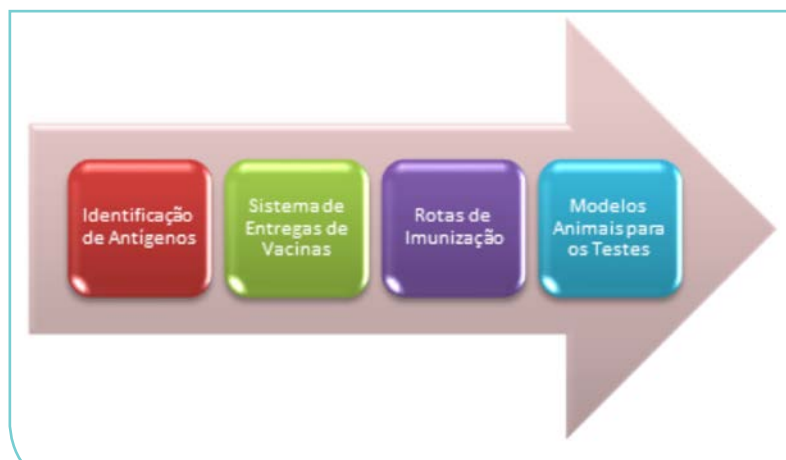 Identificação
de Antígenos
Sistema de
Entregas de
Vacinas
Rotas de
Imunização
Modelos
Animais para
os Testes